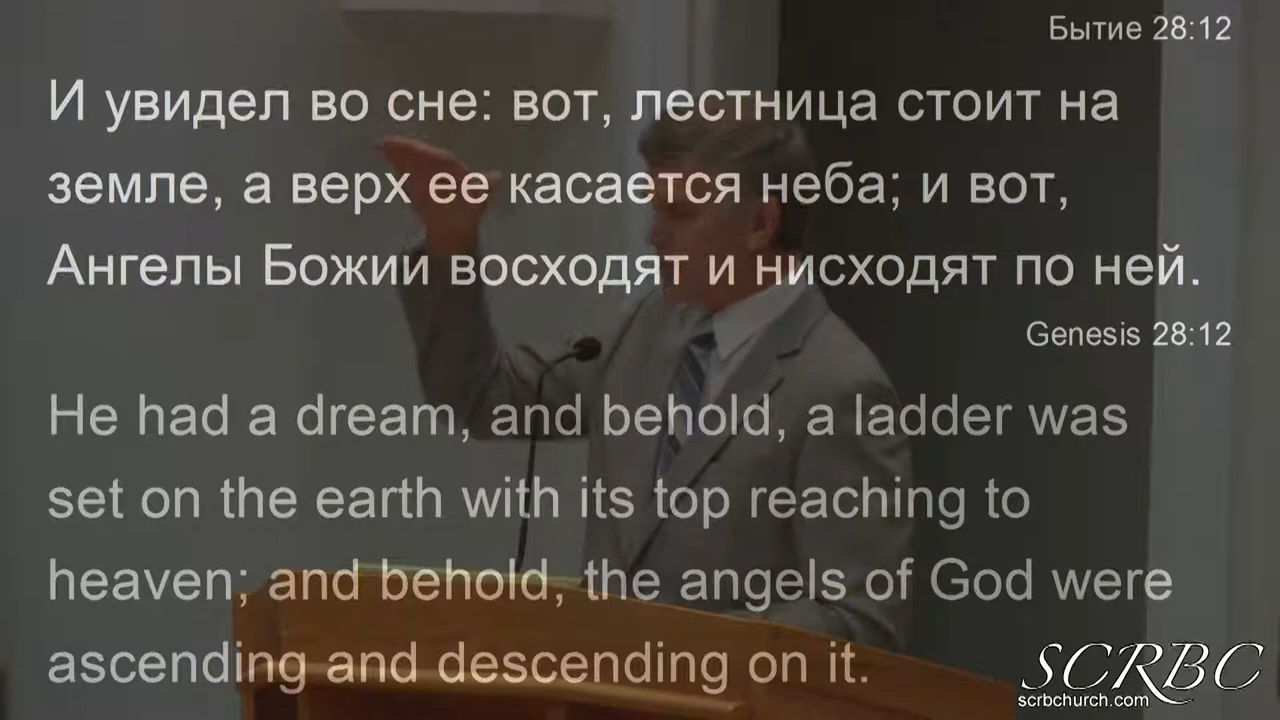 Бытие 28:12
И увидел во сне: вот, лестница стоит на
земле, а верх ее касается неба; и вот,
Ангелы Божии восходят и нисходят по ней.
Genesis 28:12
He had a dream, and behold, a ladder was
set on the earth with its top reaching to
heaven; and behold, the angels of God were
ascending and descending on it.
SCRBC
scrbchurch.com